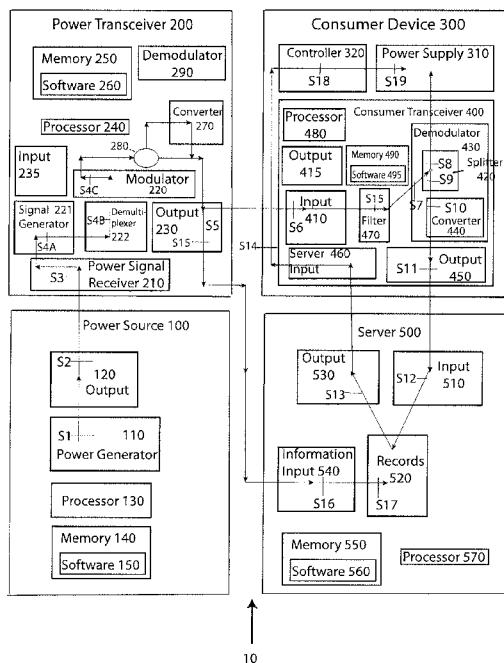 Power Transceiver 200
Memory 250
Software 260
Demodulator
290
Converter
270
Processor 240
280
Input
235
S4C
Modulator
220
Signal 221
Generator
S4A
S4B
Demulti-
plexer
222
Output
230
S15
S5
S3
Power Signal
Receiver 210
Consumer Device 300
Controller 320
S18
Power Supply 310
S19
Consumer Transceiver 400
Processor
480
Output
415
Memory 490
Software 495
Demodulator
430
S8
S9
Splitter
420
Input
410
S6
S15
Filter
470
S7
S10
Converter
440
S14
Server 460
Input
S11
Output
450
Power Source 100
S2
120
Output
S1
110
Power Generator
Processor 130
Memory 140
Software 150
Server 500
Output
530
S13
S12
Input
510
Information
Input 540
S16
Records
520
S17
Memory 550
Software 560
Processor 570
10